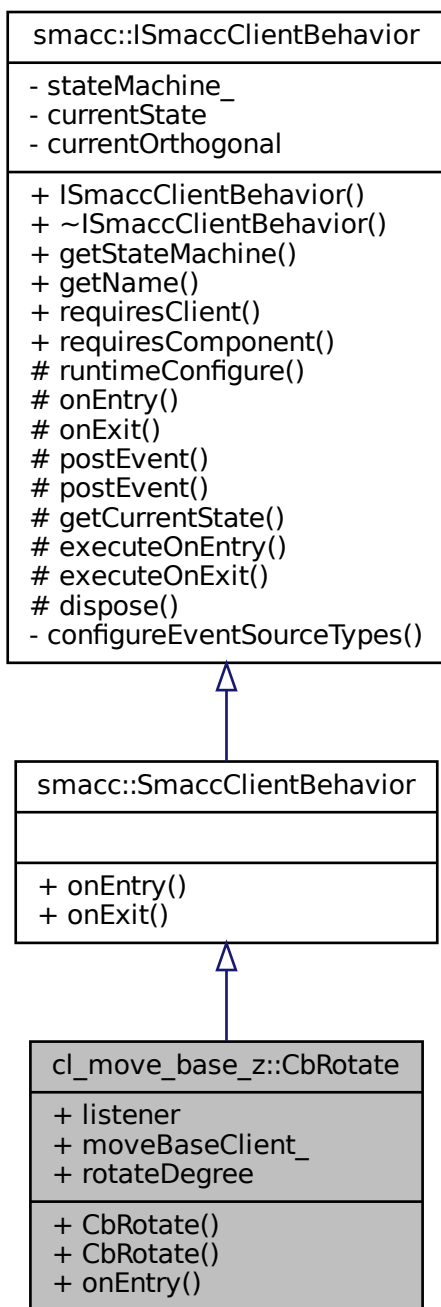 smacc::ISmaccClientBehavior
- stateMachine_
- currentState
- currentOrthogonal
+ ISmaccClientBehavior()
+ ~ISmaccClientBehavior()
+ getStateMachine()
+ getName()
+ requiresClient()
+ requiresComponent()
# runtimeConfigure()
# onEntry()
# onExit()
# postEvent()
# postEvent()
# getCurrentState()
# executeOnEntry()
# executeOnExit()
# dispose()
- configureEventSourceTypes()
smacc::SmaccClientBehavior
+ onEntry()
+ onExit()
cl_move_base_z::CbRotate
+ listener
+ moveBaseClient_
+ rotateDegree
+ CbRotate()
+ CbRotate()
+ onEntry()